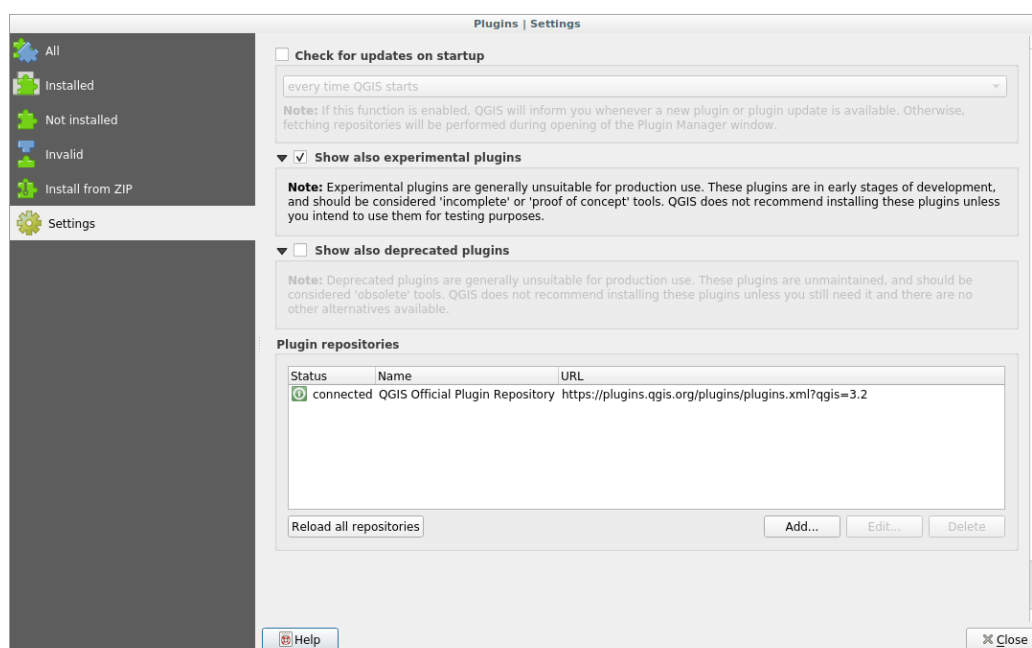 Plugins | Settings
All
Installed
Not installed
Invalid
Install from ZIP
Settings
Check for updates on startup
every time QGIS starts
Note: If this function is enabled, QGIS will inform you whenever a new plugin or plugin update is available. Otherwise,
fetching repositories will be performed during opening of the Plugin Manager window.
Show also experimental plugins
Note: Experimental plugins are generally unsuitable for production use. These plugins are in early stages of development,
and should be considered 'incomplete' or 'proof of concept' tools. QGIS does not recommend installing these plugins unless
you intend to use them for testing purposes.
Show also deprecated plugins
Note: Deprecated plugins are generally unsuitable for production use. These plugins are unmaintained, and should be
considered 'obsolete' tools. QGIS does not recommend installing these plugins unless you still need it and there are no
other alternatives available.
Plugin repositories
Status Name URL
connected QGIS Official Plugin Repository https://plugins.qgis.org/plugins/plugins.xml?qgis=3.2
Reload all repositories Add... Edit... Delete
Help Close